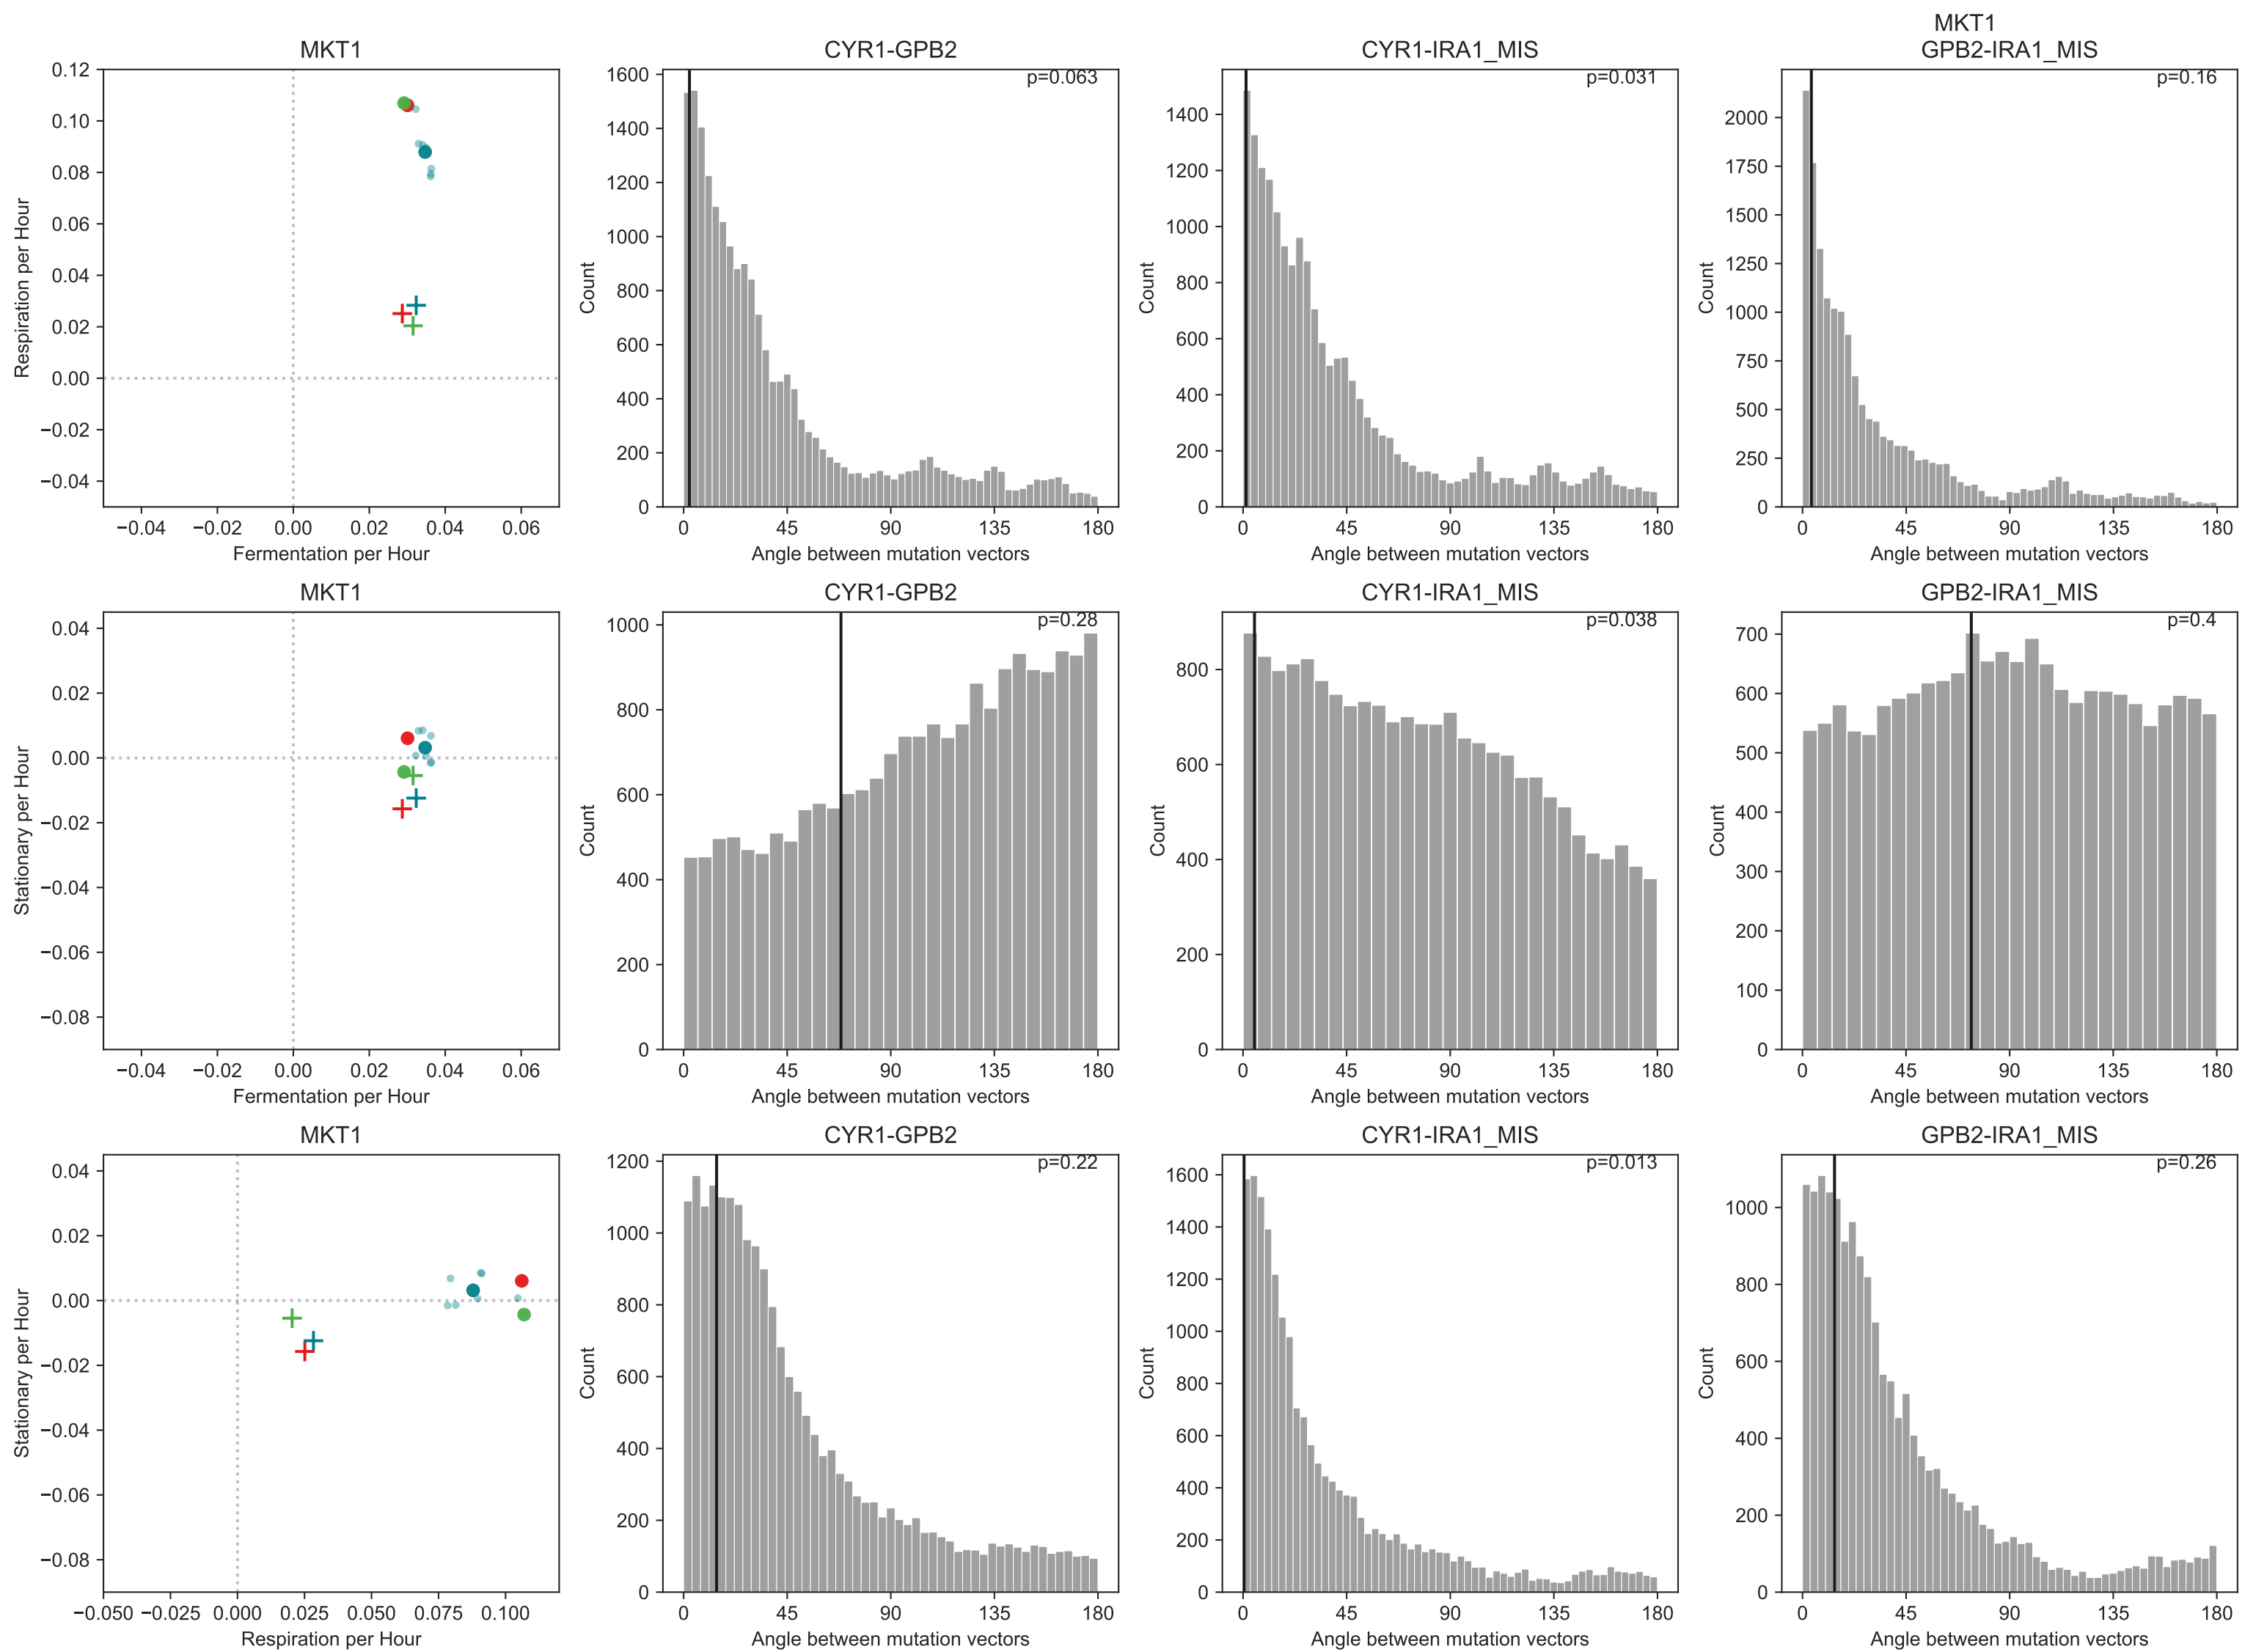 MKT1
MKT1
CYR1-GPB2
CYR1-IRA1_MIS
GPB2-IRA1_MIS
p=0.063
p=0.031
p=0.16
0.12
0.10
0.08
0.06
0.04
0.02
0.00
−0.02
−0.04
Respiration per Hour
−0.04 −0.02 0.00 0.02 0.04 0.06
Fermentation per Hour
1600
1400
1200
1000
800
600
400
200
0
Count
0 45 90 135 180
Angle between mutation vectors
1400
1200
1000
800
600
400
200
0
Count
0 45 90 135 180
Angle between mutation vectors
2000
1750
1500
1250
1000
750
500
250
0
Count
0 45 90 135 180
Angle between mutation vectors
MKT1
CYR1-GPB2
CYR1-IRA1_MIS
GPB2-IRA1_MIS
p=0.28
p=0.038
p=0.4
0.04
0.02
0.00
−0.02
−0.04
−0.06
−0.08
Stationary per Hour
−0.04 −0.02 0.00 0.02 0.04 0.06
Fermentation per Hour
1000
800
600
400
200
0
Count
0 45 90 135 180
Angle between mutation vectors
800
600
400
200
0
Count
0 45 90 135 180
Angle between mutation vectors
700
600
500
400
300
200
100
0
Count
0 45 90 135 180
Angle between mutation vectors
MKT1
CYR1-GPB2
CYR1-IRA1_MIS
GPB2-IRA1_MIS
p=0.22
p=0.013
p=0.26
0.04
0.02
0.00
−0.02
−0.04
−0.06
−0.08
Stationary per Hour
−0.050 −0.025 0.000 0.025 0.050 0.075 0.100
Respiration per Hour
1200
1000
800
600
400
200
0
Count
0 45 90 135 180
Angle between mutation vectors
1600
1400
1200
1000
800
600
400
200
0
Count
0 45 90 135 180
Angle between mutation vectors
1000
800
600
400
200
0
Count
0 45 90 135 180
Angle between mutation vectors